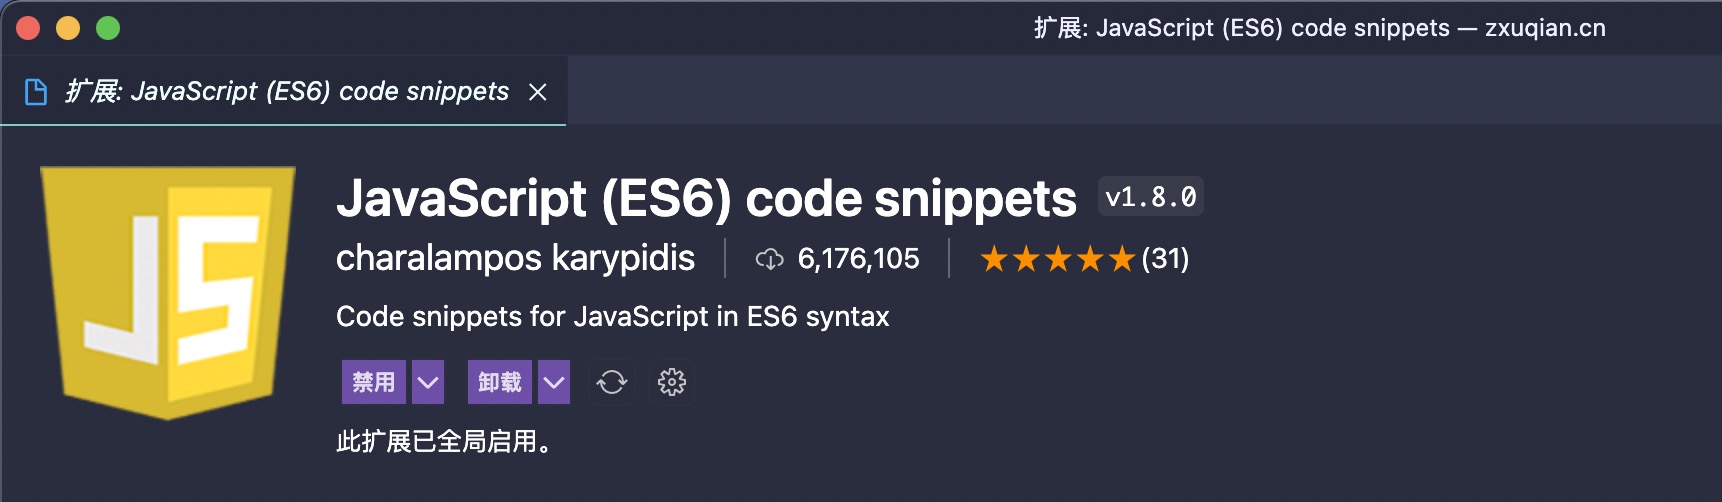 扩展: JavaScript (ES6) code snippets — zxuqian.cn
扩展: JavaScript (ES6) code snippets
JS
JavaScript (ES6) code snippets v1.8.0
charalampos karypidis 6,176,105 ★★★★★(31)
Code snippets for JavaScript in ES6 syntax
禁用 卸载
此扩展已全局启用。